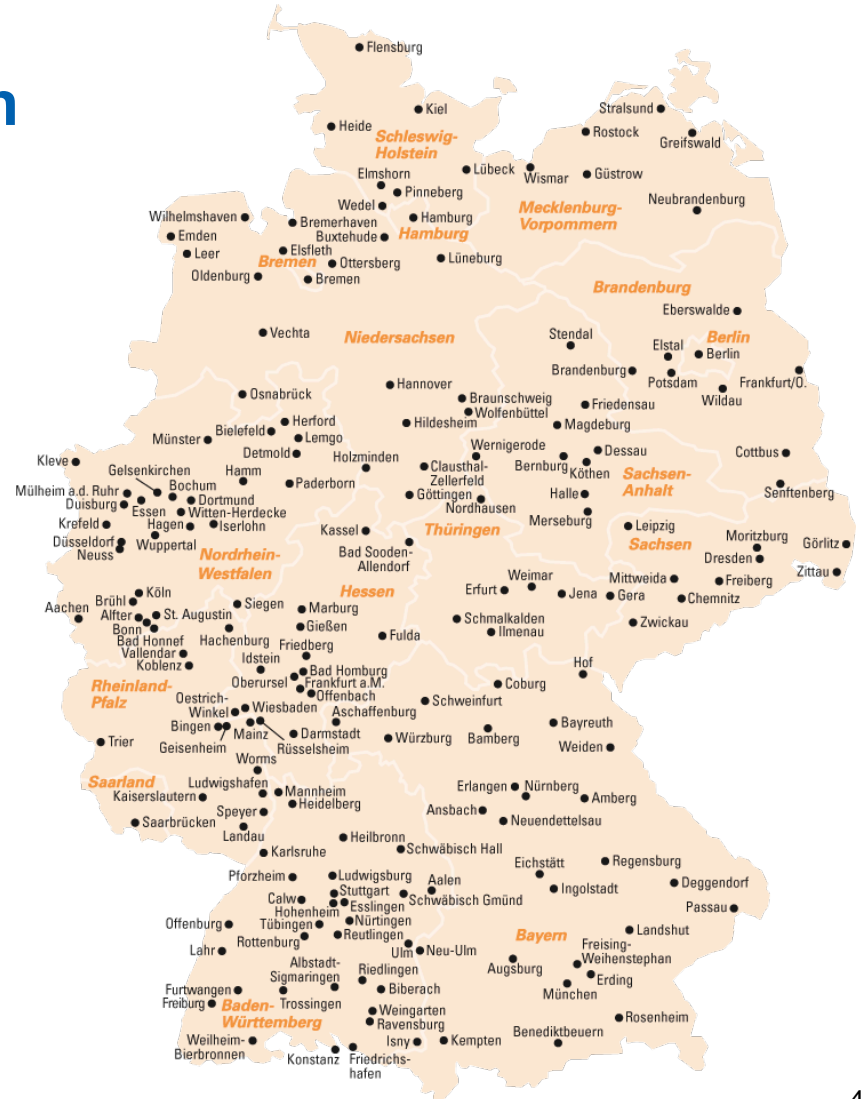 n
Flensburg
Kiel
Stralsund
Heide
Rostock
Greifswald
Schleswig-
Holstein
Elmshorn
Lübeck
Wismar
Güstrow
Pinneberg
Neubrandenburg
Wedel
Mecklenburg-
Vorpommern
Wilhelmshaven
Bremerhaven
Hamburg
Emden
Buxtehude
Hamburg
Leer
Elsfleth
Bremen
Ottersberg
Lüneburg
Oldenburg
Bremen
Brandenburg
Eberswalde
Vechta
Niedersachsen
Stendal
Berlin
Elstal
Berlin
Brandenburg
Potsdam
Frankfurt/O.
Wildau
Hannover
Osnabrück
Braunschweig
Wolfenbüttel
Friedensau
Herford
Hildesheim
Magdeburg
Bielefeld
Lemgo
Münster
Detmold
Wernigerode
Dessau
Cottbus
Holzminden
Kleve
Gelsenkirchen
Hamm
Clausthal-
Zellerfeld
Bernburg
Köthen
Sachsen-
Anhalt
Bochum
Paderborn
Mülheim a.d. Ruhr
Dortmund
Göttingen
Nordhausen
Halle
Senftenberg
Duisburg
Essen
Witten-Herdecke
Merseburg
Krefeld
Hagen
Iserlohn
Kassel
Thüringen
Leipzig
Düsseldorf
Wuppertal
Neuss
Bad Sooden-
Allendorf
Sachsen
Moritzburg
Görlitz
Dresden
Nordrhein-
Westfalen
Zittau
Weimar
Mittweida
Freiberg
Hessen
Erfurt
Jena
Gera
Chemnitz
Köln
Brühl
Siegen
Marburg
Aachen
Alfter
St. Augustin
Schmalkalden
Zwickau
Bonn
Gießen
Ilmenau
Bad Honnef
Hachenburg
Fulda
Vallendar
Friedberg
Koblenz
Idstein
Hof
Bad Homburg
Oberursel
Frankfurt a.M.
Coburg
Rheinland-
Pfalz
Offenbach
Oestrich-
Winkel
Wiesbaden
Schweinfurt
Aschaffenburg
Bingen
Mainz
Darmstadt
Bayreuth
Geisenheim
Rüsselsheim
Würzburg
Bamberg
Trier
Weiden
Worms
Saarland
Ludwigshafen
Mannheim
Erlangen
Nürnberg
Kaiserslautern
Heidelberg
Amberg
Speyer
Ansbach
Saarbrücken
Neuendettelsau
Landau
Heilbronn
Karlsruhe
Schwäbisch Hall
Eichstätt
Regensburg
Pforzheim
Ludwigsburg
Aalen
Deggendorf
Stuttgart
Ingolstadt
Calw
Schwäbisch Gmünd
Esslingen
Passau
Hohenheim
Nürtingen
Offenburg
Tübingen
Landshut
Rottenburg
Reutlingen
Bayern
Freising-
Weihenstephan
Lahr
Ulm
Neu-Ulm
Albstadt-
Sigmaringen
Riedlingen
Augsburg
Erding
Furtwangen
Biberach
München
Freiburg
Trossingen
Baden-
Württemberg
Weingarten
Ravensburg
Rosenheim
Weilheim-
Bierbronnen
Isny
Kempten
Benediktbeuern
Konstanz
Friedrichs-
hafen